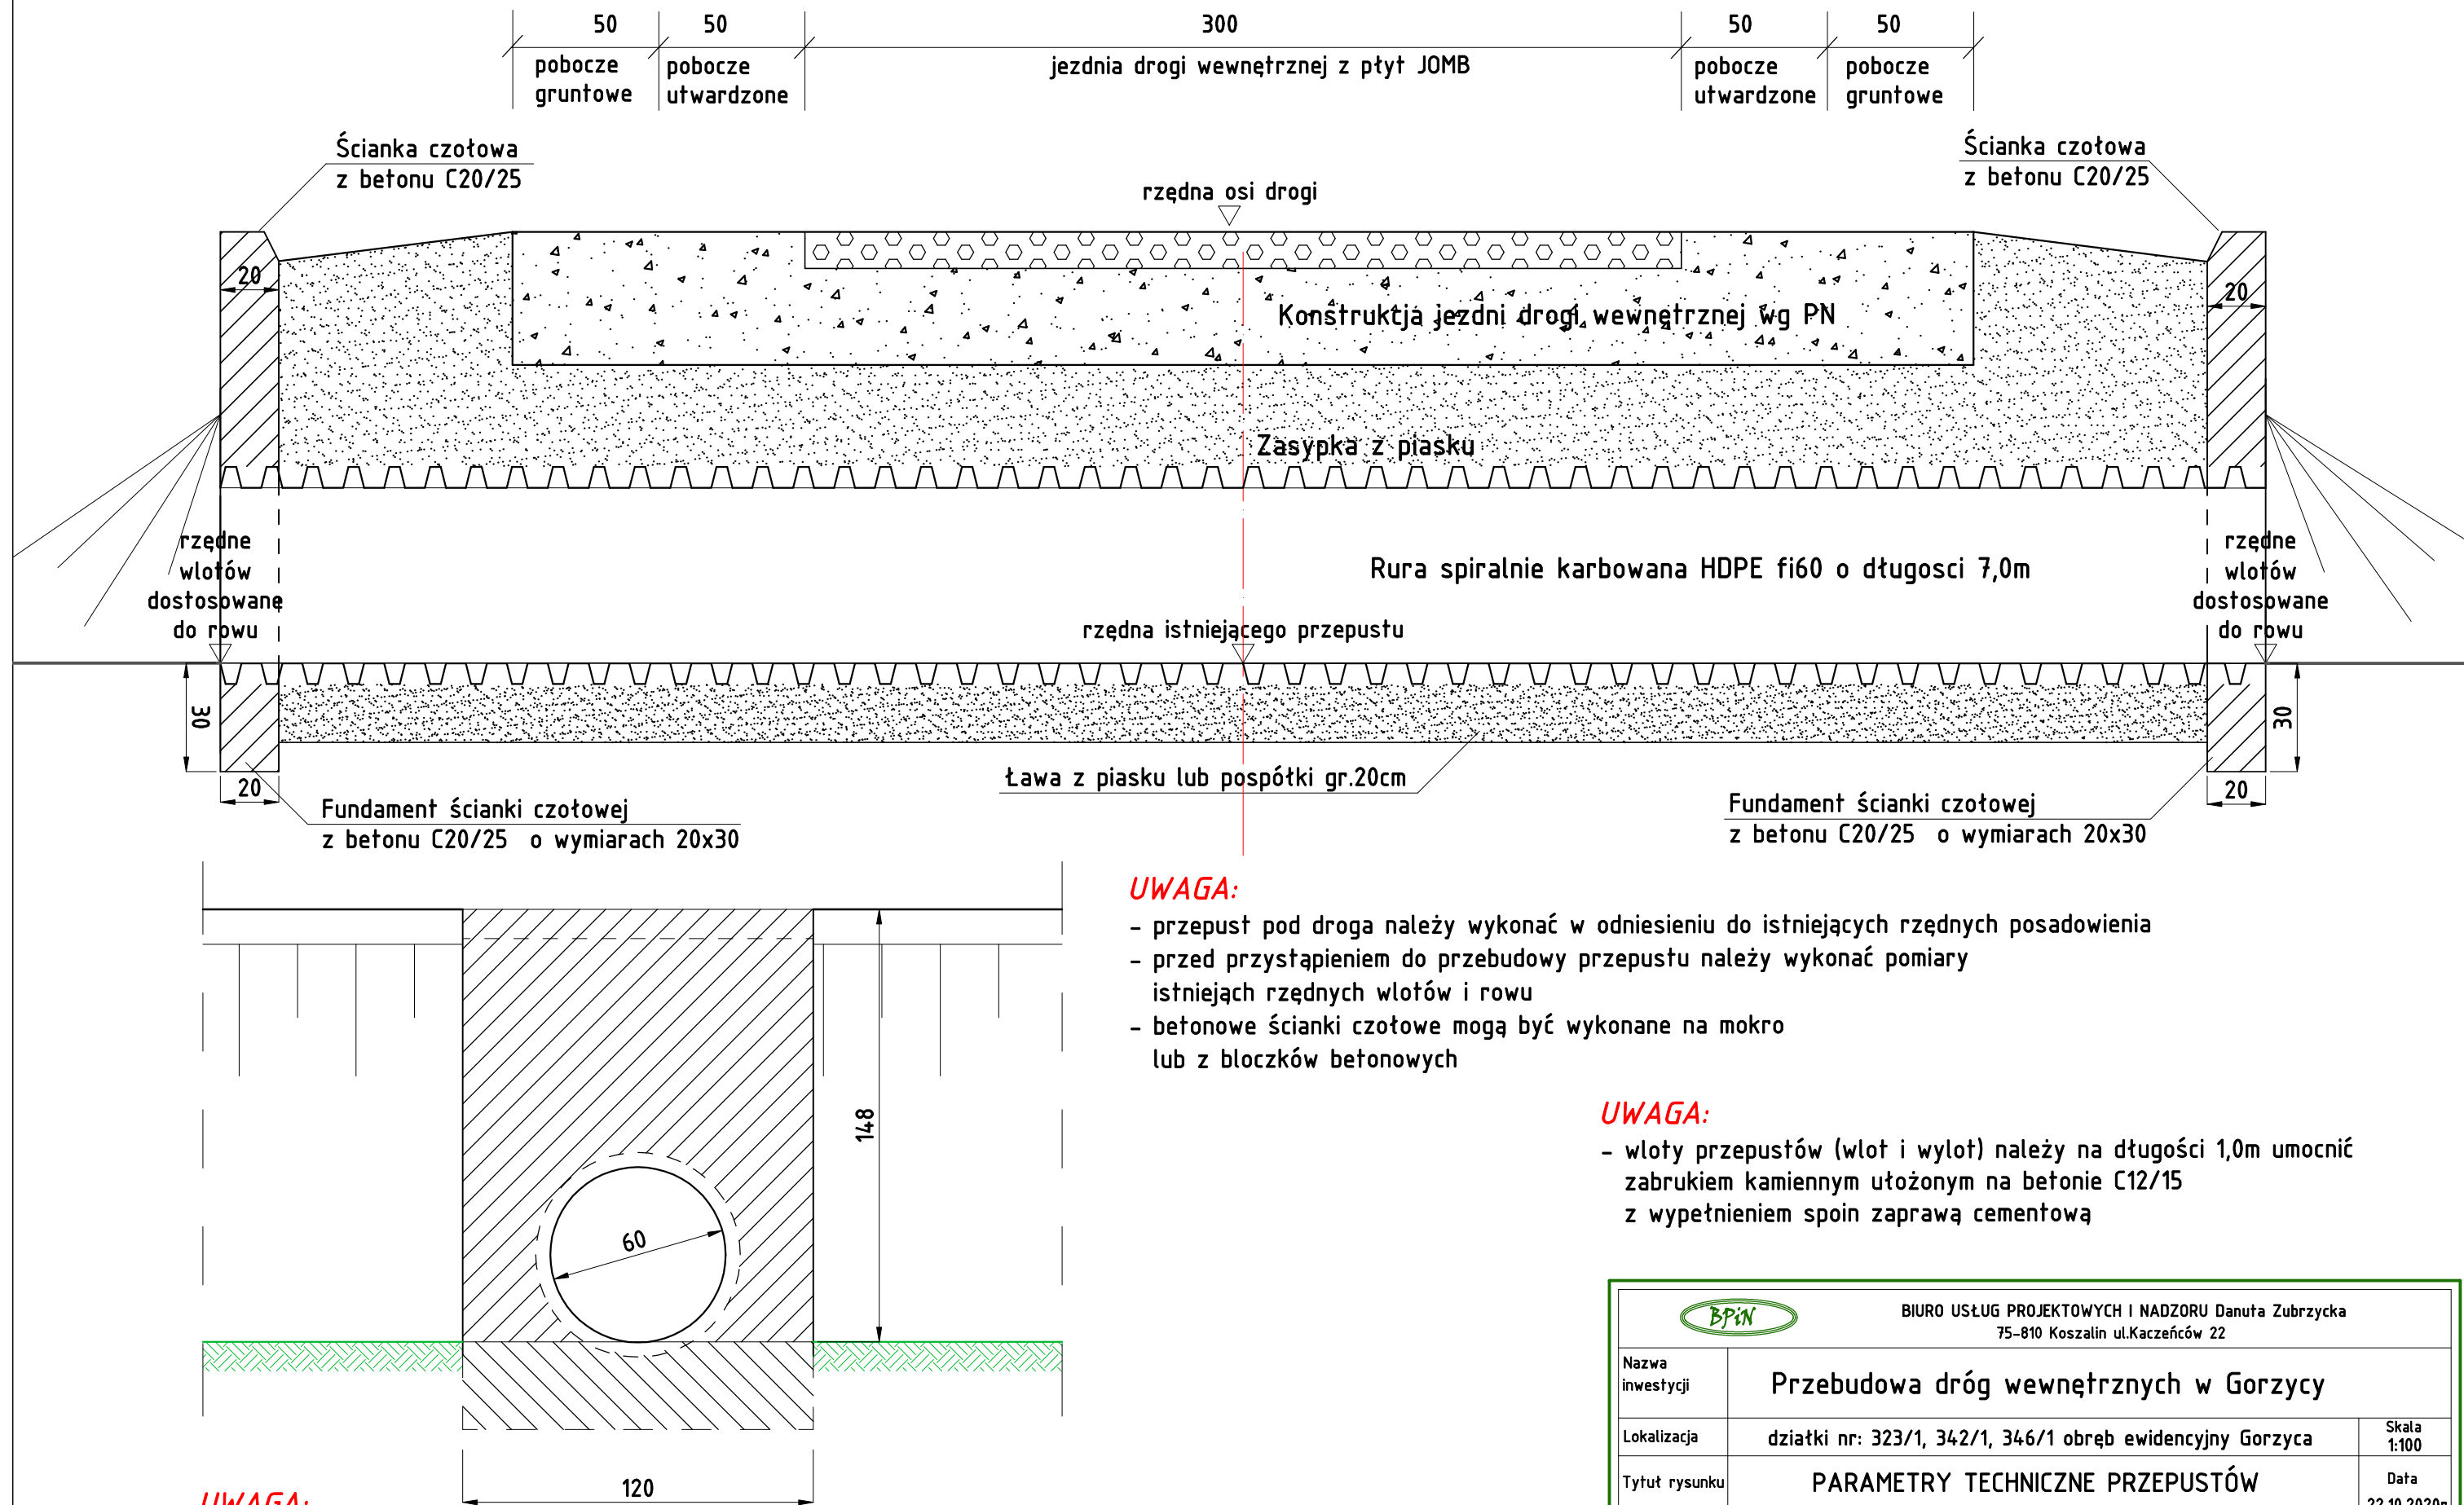 50
50
300
50
50
pobocze
gruntowe
pobocze
utwardzone
jezdnia drogi wewnętrznej z płyt JOMB
pobocze
utwardzone
pobocze
gruntowe
Ścianka czołowa
z betonu C20/25
Ścianka czołowa
z betonu C20/25
rzędna osi drogi
20
20
Konstrukcja jezdni drogi wewnętrznej wg PN
Zasypka z piasku
rzędne
wlotów
dostosowane
do rowu
Rura spiralnie karbowana HDPE fi60 o długosci 7,0m
rzędne
wlotów
dostosowane
do rowu
rzędna istniejącego przepustu
30
30
20
20
Ława z piasku lub pospółki gr.20cm
Fundament ścianki czołowej
z betonu C20/25 o wymiarach 20x30
Fundament ścianki czołowej
z betonu C20/25 o wymiarach 20x30
UWAGA:
- przepust pod droga należy wykonać w odniesieniu do istniejących rzędnych posadowienia
- przed przystąpieniem do przebudowy przepustu należy wykonać pomiary
istniejąch rzędnych wlotów i rowu
- betonowe ścianki czołowe mogą być wykonane na mokro
lub z bloczków betonowych
148
60
120
UWAGA:
- wloty przepustów (wlot i wylot) należy na długości 1,0m umocnić
zabrukiem kamiennym ułożonym na betonie C12/15
z wypełnieniem spoin zaprawą cementową
UWAGA:
BPiN
BIURO USŁUG PROJEKTOWYCH I NADZORU Danuta Zubrzycka
75-810 Koszalin ul.Kaczeńców 22
Nazwa
inwestycji
Przebudowa dróg wewnętrznych w Gorzycy
Lokalizacja
działki nr: 323/1, 342/1, 346/1 obręb ewidencyjny Gorzyca
Skala
1:100
Tytuł rysunku
PARAMETRY TECHNICZNE PRZEPUSTÓW
Data
22.10.2020r